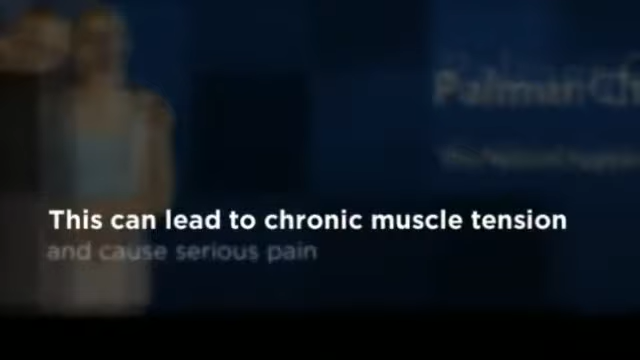 This can lead to chronic muscle tension
and cause serious pain